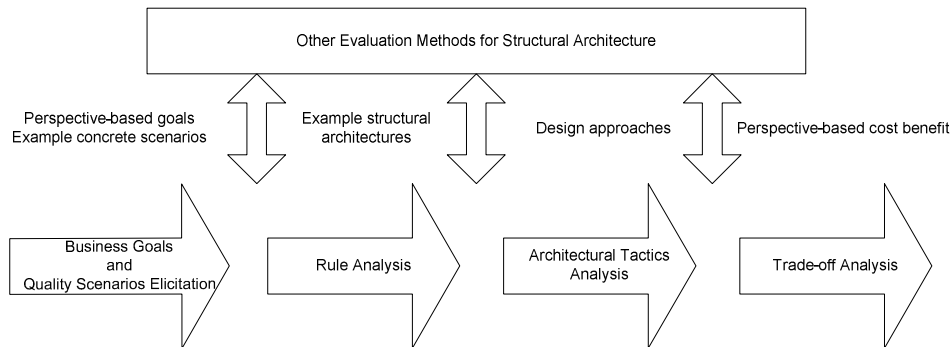 Other Evaluation Methods for Structural Architecture
Perspective-based goals
Example concrete scenarios
Example structural
architectures
Design approaches
Perspective-based cost benefit
Business Goals
and
Quality Scenarios Elicitation
Rule Analysis
Architectural Tactics
Analysis
Trade-off Analysis